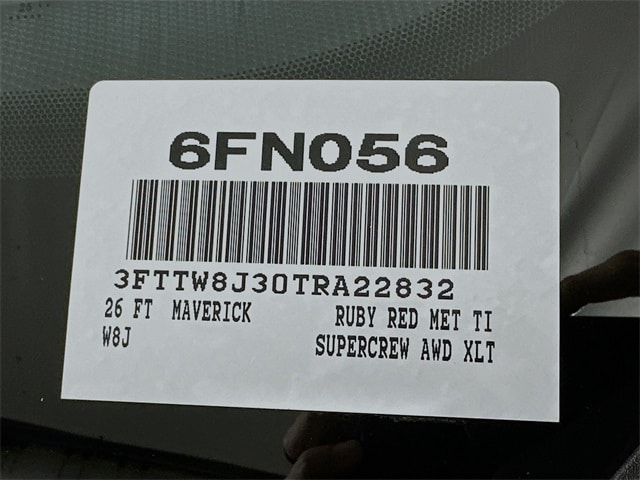 6FN056
3FTTW8J30TRA22832
26 FT MAVERICK RUBY RED MET TI
W8J SUPERCREW AWD XLT